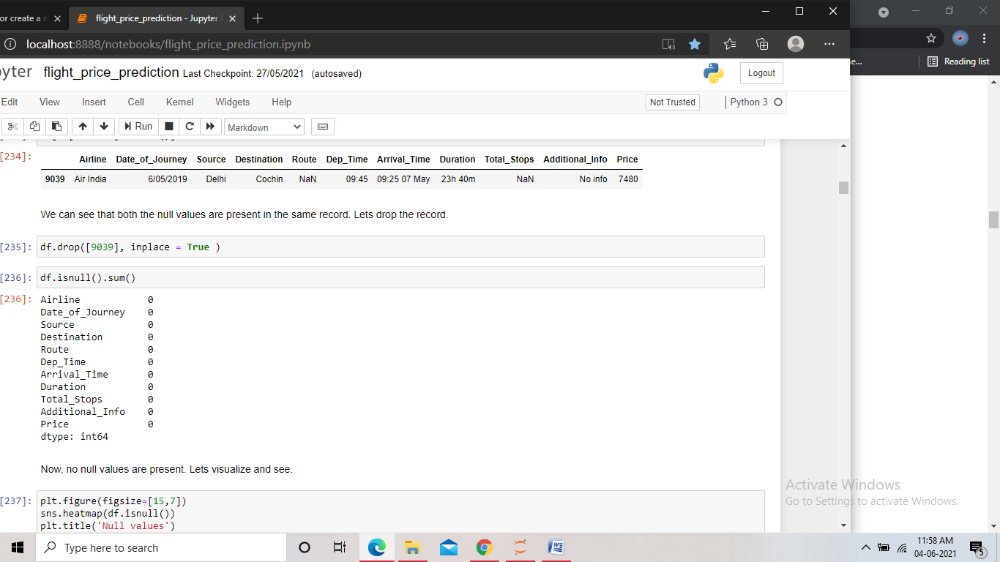 or create a n
flight_price_prediction - Jupyter
localhost:8888/notebooks/flight_price_prediction.ipynb
Reading list
yter flight_price_prediction Last Checkpoint: 27/05/2021 (autosaved)
Logout
Edit View Insert Cell Kernel Widgets Help
Not Trusted
Python 3
Run
Markdown
[234]:
Airline Date_of_Journey Source Destination Route Dep_Time Arrival_Time Duration Total_Stops Additional_Info Price
9039 Air India 6/05/2019 Delhi Cochin NaN 09:45 09:25 07 May 23h 40m NaN No info 7480
We can see that both the null values are present in the same record. Lets drop the record.
[235]: df.drop([9039], inplace = True )
[236]: df.isnull().sum()
[236]: Airline 0
Date_of_Journey 0
Source 0
Destination 0
Route 0
Dep_Time 0
Arrival_Time 0
Duration 0
Total_Stops 0
Additional_Info 0
Price 0
dtype: int64
Now, no null values are present. Lets visualize and see.
[237]: plt.figure(figsize=[15,7])
sns.heatmap(df.isnull())
plt.title('Null values')
Activate Windows
Go to Settings to activate Windows.
Type here to search
11:58 AM
04-06-2021
5